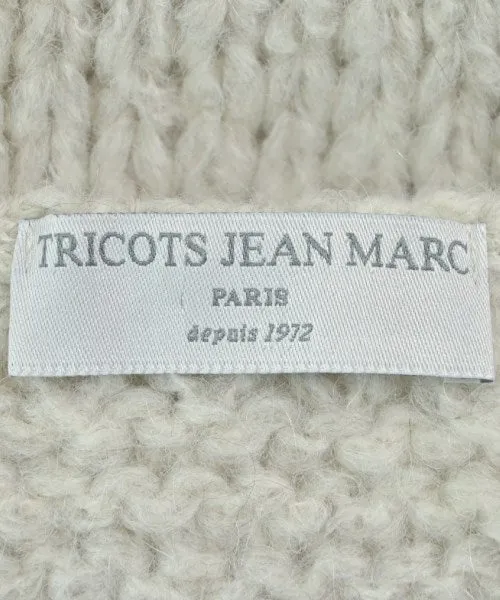 TRICOTS JEAN MARC
PARIS
depuis 1972